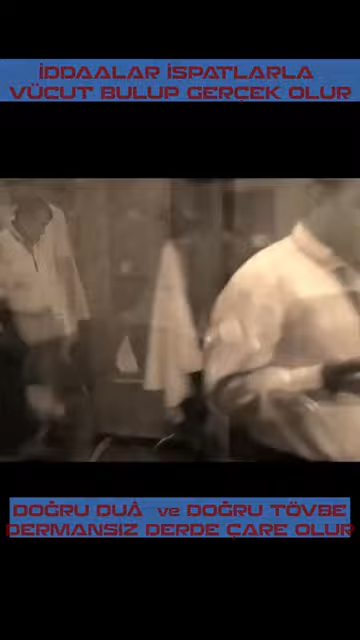 İDDAALAR İSPATLARLA
VÜCUT BULUP GERÇEK OLUR
DOĞRU DUÂ ve DOĞRU TÖVBE
DERMANSIZ DERDE ÇARE OLUR